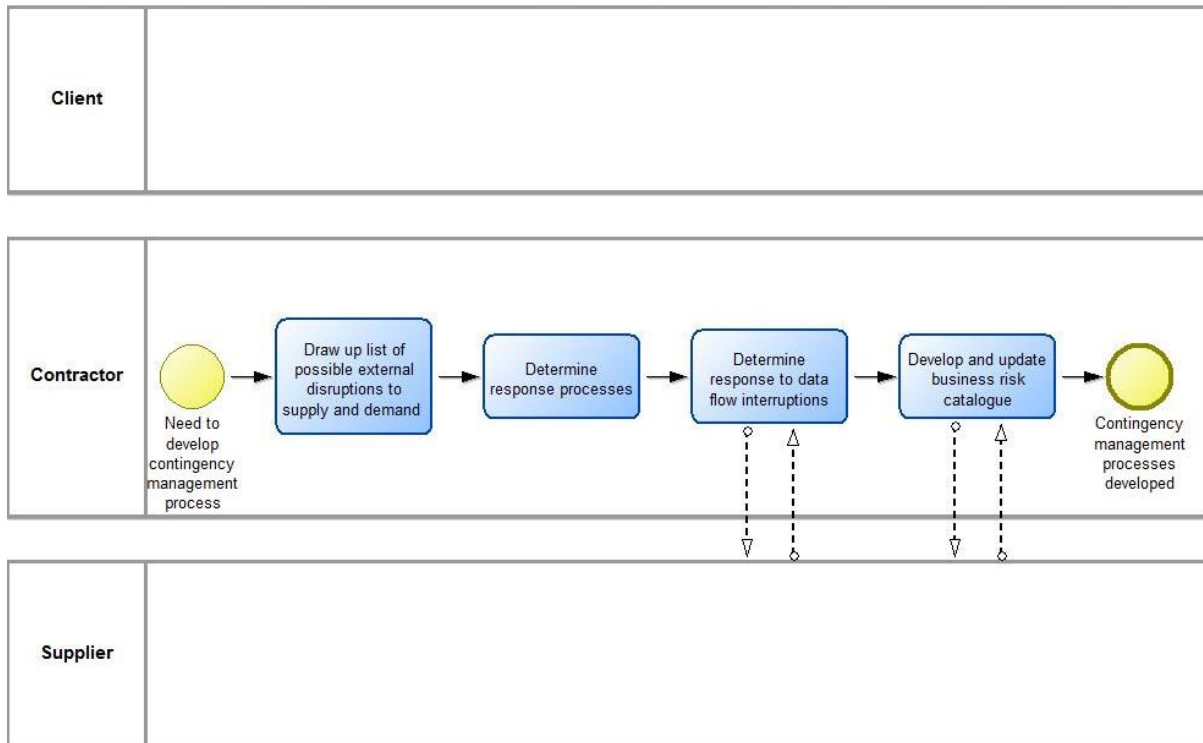 Client
Contractor
Need to
develop
contingency
management
process
Draw up list of
possible external
disruptions to
supply and demand
Determine
response processes
Determine
response to data
flow interruptions
Develop and update
business risk
catalogue
Contingency
management
processes
developed
Supplier